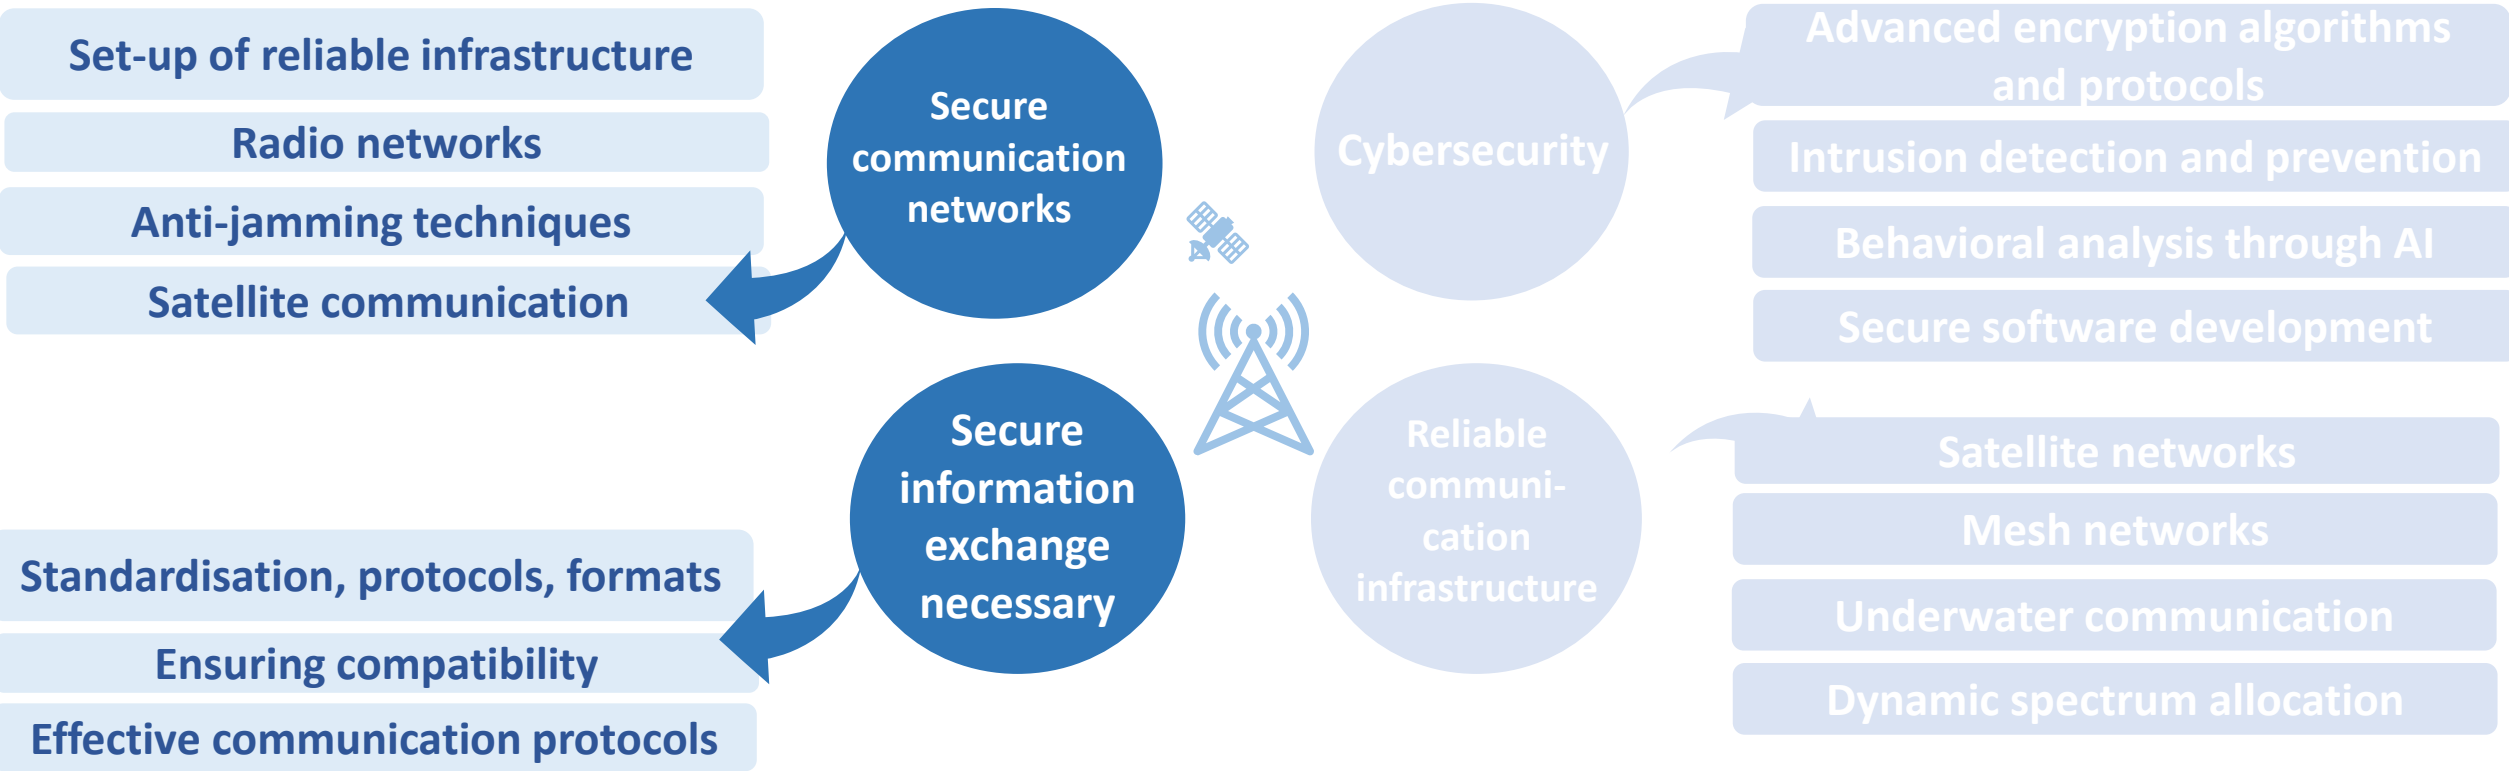 Set-up of reliable infrastructure
Radio networks
Anti-jamming techniques
Satellite communication
Secure
communication
networks
Cybersecurity
Advanced encryption algorithms
and protocols
Intrusion detection and prevention
Behavioral analysis through AI
Secure software development
Standardisation, protocols, formats
Ensuring compatibility
Effective communication protocols
Secure
information
exchange
necessary
Reliable
communi-
cation
infrastructure
Satellite networks
Mesh networks
Underwater communication
Dynamic spectrum allocation